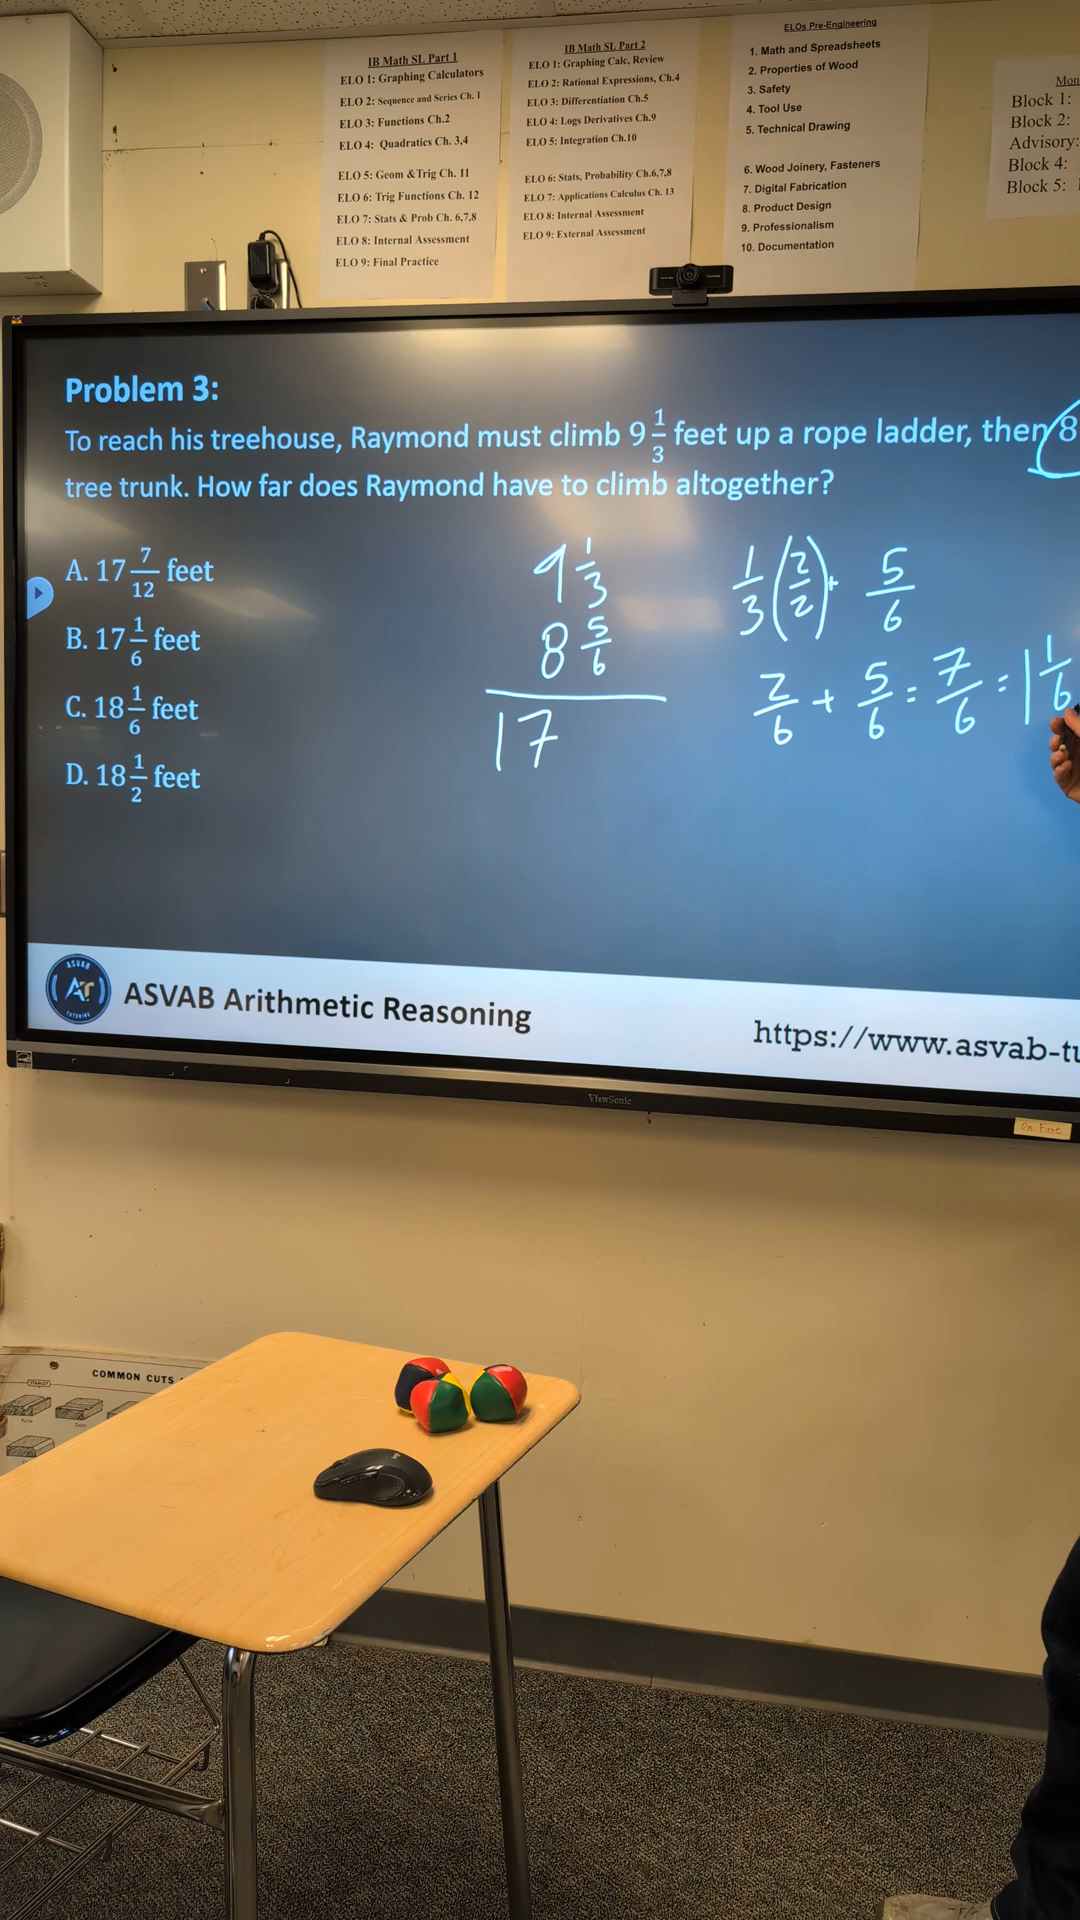 IB Math SL Part 1
ELO 1: Graphing Calculators
ELO 2: Sequence and Series Ch. 1
ELO 3: Functions Ch.2
ELO 4: Quadratics Ch. 3,4
ELO 5: Geom & Trig Ch. 11
ELO 6: Trig Functions Ch. 12
ELO 7: Stats & Prob Ch. 6,7,8
ELO 8: Internal Assessment
ELO 9: Final Practice
IB Math SL Part 2
ELO 1: Graphing Calc, Review
ELO 2: Rational Expressions, Ch.4
ELO 3: Differentiation Ch.5
ELO 4: Logs Derivatives Ch.9
ELO 5: Integration Ch.10
ELO 6: Stats, Probability Ch.6,7,8
ELO 7: Applications Calculus Ch. 13
ELO 8: Internal Assessment
ELO 9: External Assessment
ELOs Pre-Engineering
1. Math and Spreadsheets
2. Properties of Wood
3. Safety
4. Tool Use
5. Technical Drawing
6. Wood Joinery, Fasteners
7. Digital Fabrication
8. Product Design
9. Professionalism
10. Documentation
Mon
Block 1:
Block 2:
Advisory:
Block 4:
Block 5:
Problem 3:
To reach his treehouse, Raymond must climb 9 1/3 feet up a rope ladder, then 8
tree trunk. How far does Raymond have to climb altogether?
A. 17 7/12 feet
B. 17 1/6 feet
C. 18 1/6 feet
D. 18 1/2 feet
9 1/3
8 5/6
17
1/3 (2/2) + 5/6
2/6 + 5/6 = 7/6 = 1 1/6
ASVAB
AT
TUTORING
ASVAB Arithmetic Reasoning
https://www.asvab-tu
ViewSonic
On First
COMMON CUTS
STANLEY